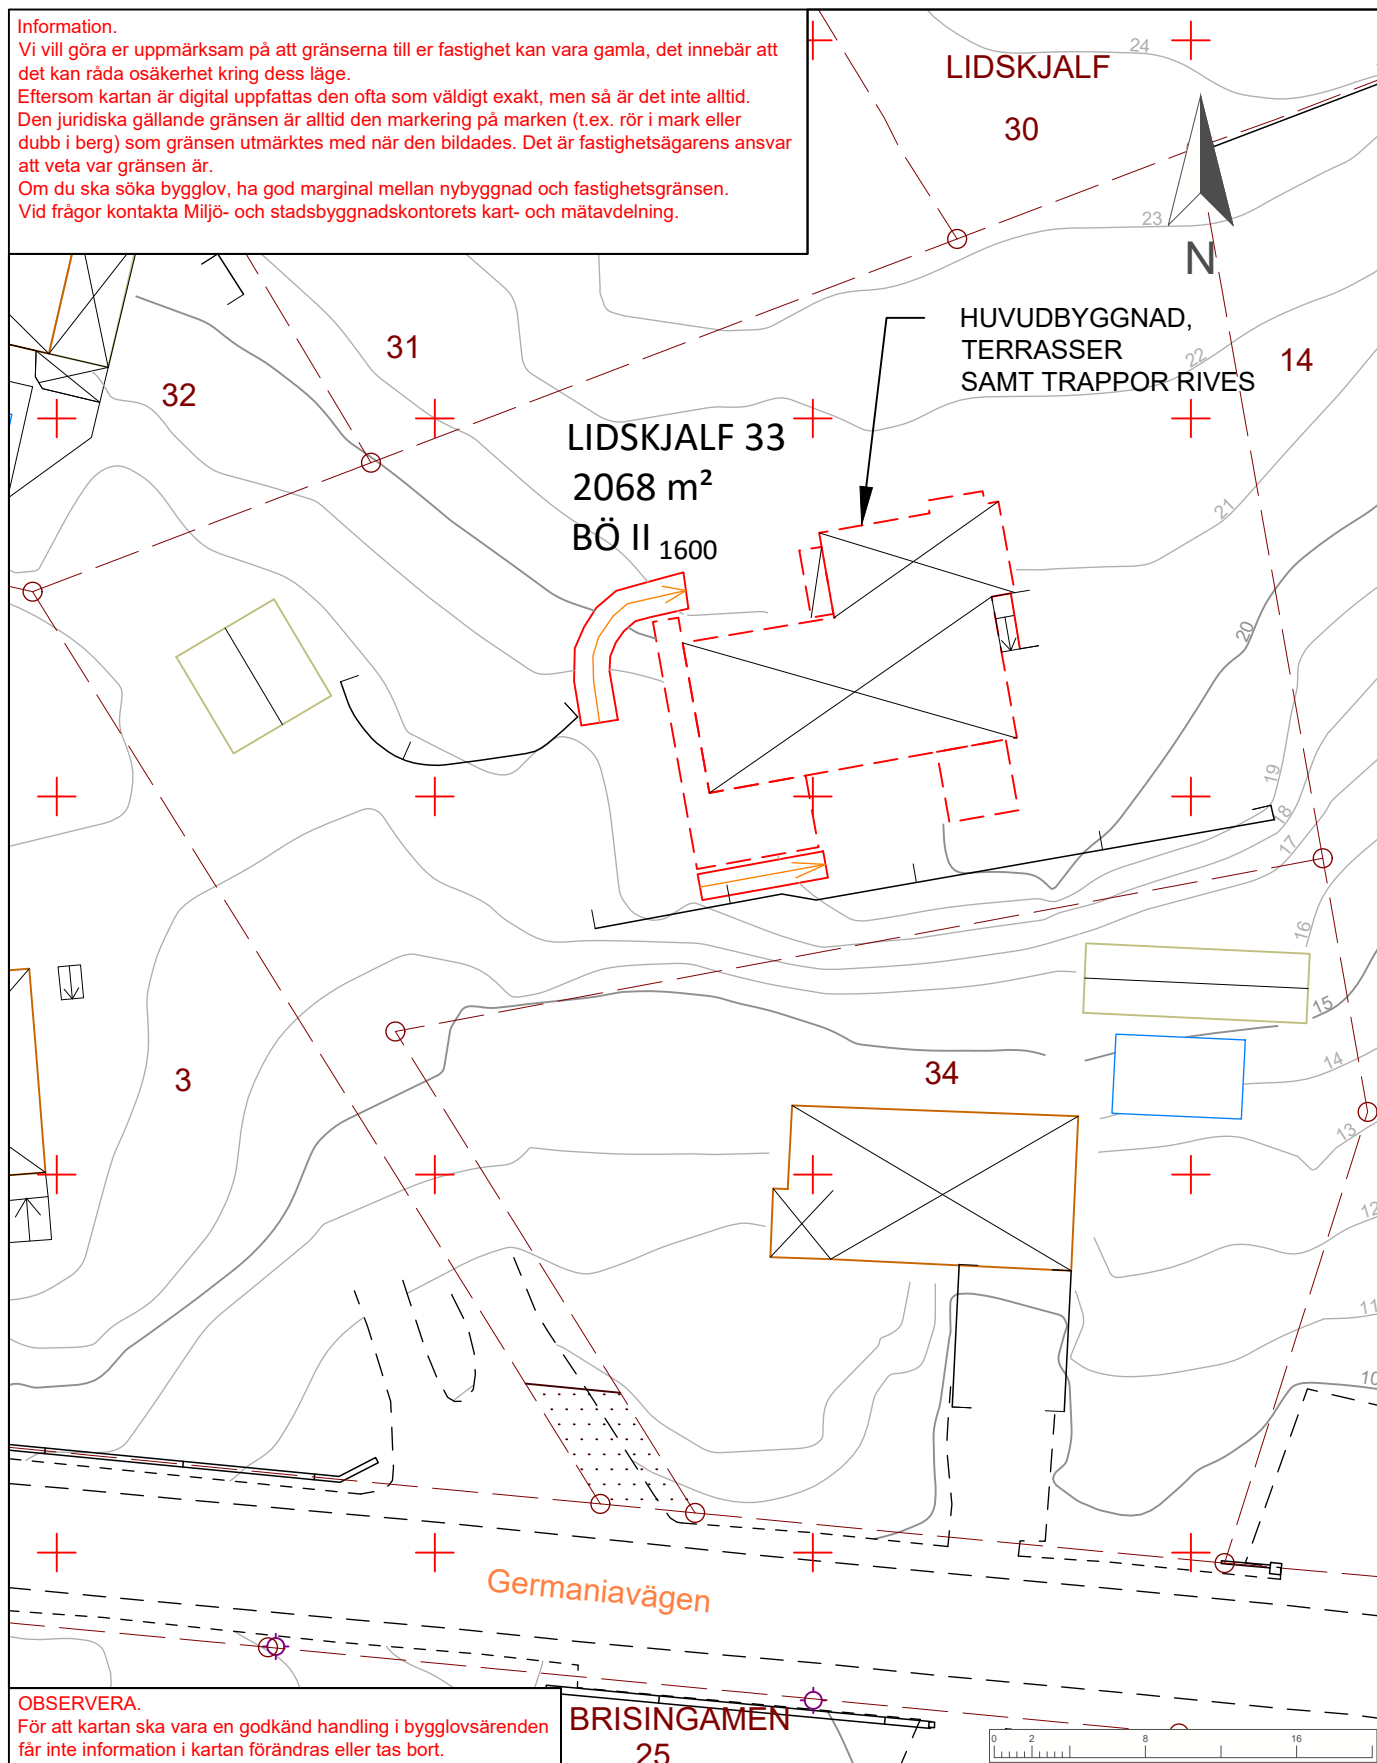 Information.
Vi vill göra er uppmärksam på att gränserna till er fastighet kan vara gamla, det innebär att
det kan råda osäkerhet kring dess läge.
Eftersom kartan är digital uppfattas den ofta som väldigt exakt, men så är det inte alltid.
Den juridiska gällande gränsen är alltid den markering på marken (t.ex. rör i mark eller
dubb i berg) som gränsen utmärktes med när den bildades. Det är fastighetsägarens ansvar
att veta var gränsen är.
Om du ska söka bygglov, ha god marginal mellan nybyggnad och fastighetsgränsen.
Vid frågor kontakta Miljö- och stadsbyggnadskontorets kart- och mätavdelning.
24
LIDSKJALF
30
23
N
HUVUDBYGGNAD,
TERRASSER
SAMT TRAPPOR RIVES
22
14
31
32
LIDSKJALF 33
2068 m²
BÖ II 1600
21
20
19
18
17
16
15
14
13
12
11
10
3
34
Germaniavägen
OBSERVERA.
För att kartan ska vara en godkänd handling i bygglovsärenden
får inte information i kartan förändras eller tas bort.
BRISINGAMEN
25
0 2 8 16